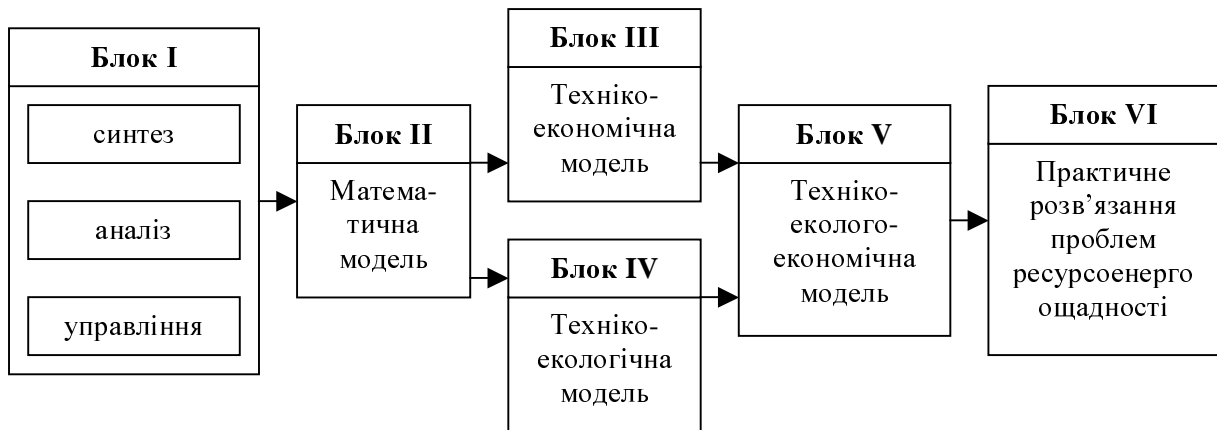 Блок I
синтез
аналіз
управління
Блок II
Матема-
тична
модель
Блок III
Техніко-
економічна
модель
Блок IV
Техніко-
екологічна
модель
Блок V
Техніко-
еколого-
економічна
модель
Блок VI
Практичне
розв’язання
проблем
ресурсоенерго
ощадності